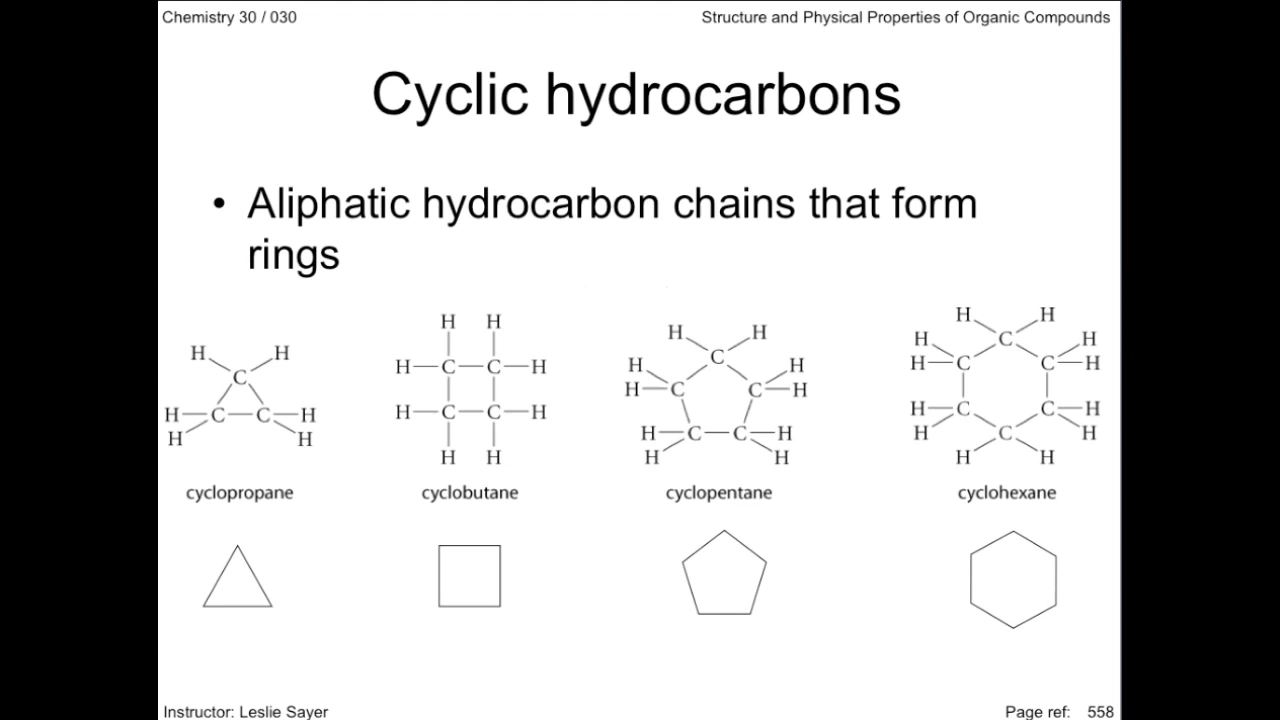 Chemistry 30 / 030
Structure and Physical Properties of Organic Compounds
Cyclic hydrocarbons
• Aliphatic hydrocarbon chains that form
rings
H H
C
H C C H
H H
cyclopropane
H H
H C C H
H C C H
H H
cyclobutane
H H
C
H H
H C C H
H C C H
H H
cyclopentane
H H
C
H H
H C C H
H C C H
H H
C
H H
cyclohexane
Instructor: Leslie Sayer
Page ref: 558